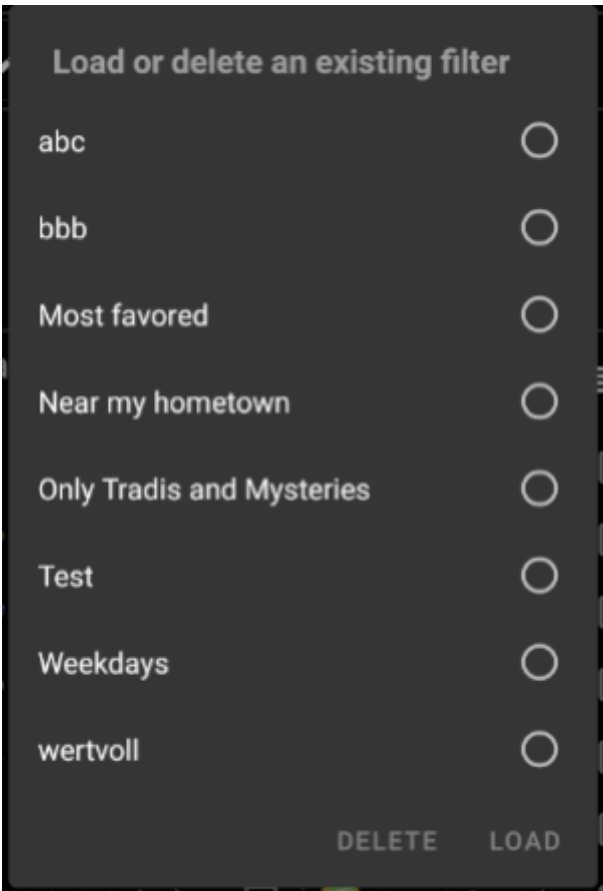 Load or delete an existing filter
abc
bbb
Most favored
Near my hometown
Only Tradis and Mysteries
Test
Weekdays
wertvoll
DELETE LOAD